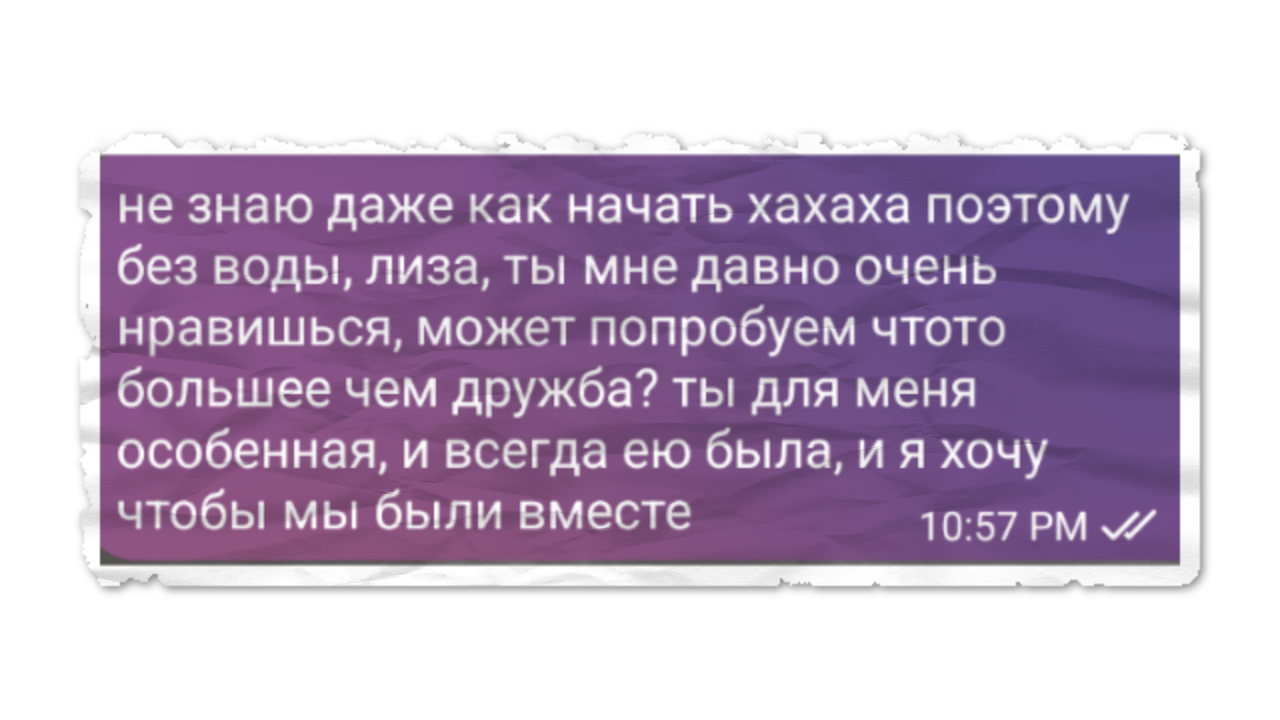 не знаю даже как начать хахаха поэтому
без воды, лиза, ты мне давно очень
нравишься, может попробуем чтото
большее чем дружба? ты для меня
особенная, и всегда ею была, и я хочу
чтобы мы были вместе
10:57 PM